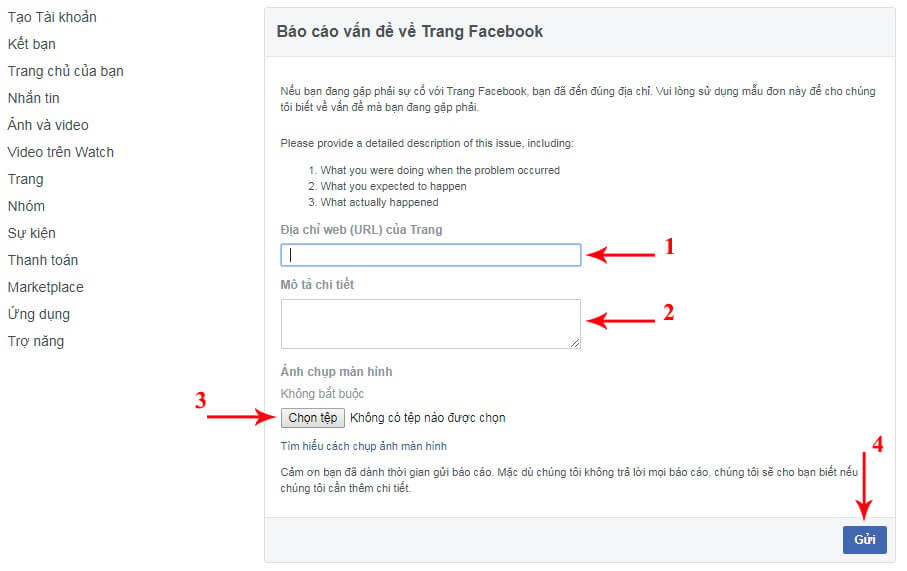 Tạo Tài khoản
Kết bạn
Trang chủ của bạn
Nhắn tin
Ảnh và video
Video trên Watch
Trang
Nhóm
Sự kiện
Thanh toán
Marketplace
Ứng dụng
Trợ năng
Báo cáo vấn đề về Trang Facebook
Nếu bạn đang gặp phải sự cố với Trang Facebook, bạn đã đến đúng địa chỉ. Vui lòng sử dụng mẫu đơn này để cho chúng
tôi biết về vấn đề mà bạn đang gặp phải.
Please provide a detailed description of this issue, including:
1. What you were doing when the problem occurred
2. What you expected to happen
3. What actually happened
Địa chỉ web (URL) của Trang
1
Mô tả chi tiết
2
Ảnh chụp màn hình
Không bắt buộc
3
Chọn tệp Không có tệp nào được chọn
Tìm hiểu cách chụp ảnh màn hình
4
Cảm ơn bạn đã dành thời gian gửi báo cáo. Mặc dù chúng tôi không trả lời mọi báo cáo, chúng tôi sẽ cho bạn biết nếu
chúng tôi cần thêm chi tiết.
Gửi